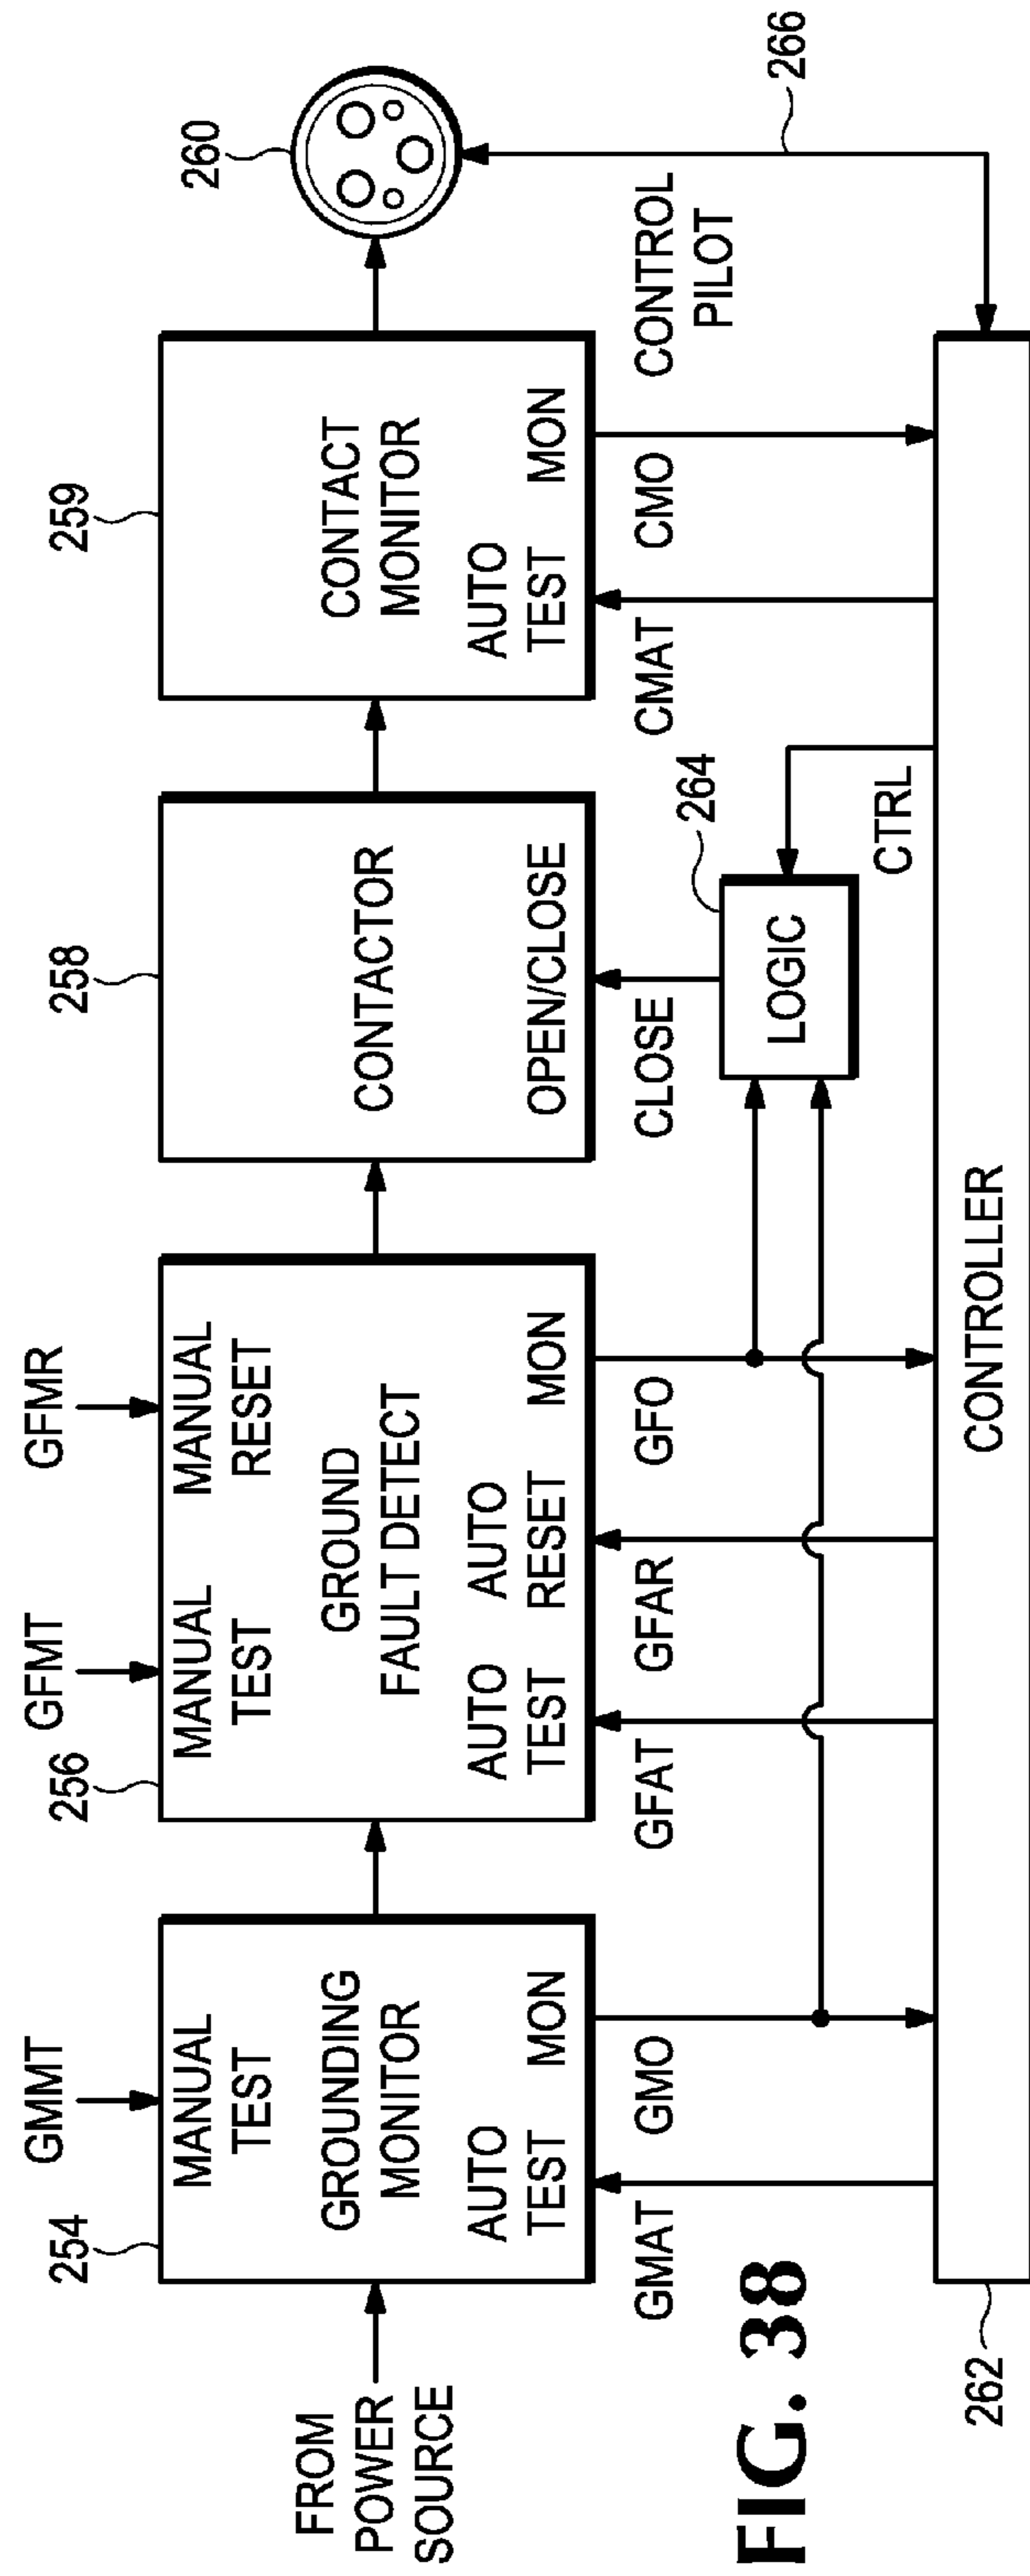 GMMT
GFMT
GFMR
254
256
258
259
260
MANUAL
TEST
GROUNDING
MONITOR
AUTO
TEST
MON
MANUAL
TEST
MANUAL
RESET
GROUND
FAULT DETECT
AUTO
TEST
AUTO
RESET
MON
CONTACTOR
OPEN/CLOSE
CONTACT
MONITOR
AUTO
TEST
MON
FROM
POWER
SOURCE
GMAT
GMO
GFAT
GFAR
GFO
CLOSE
264
CMAT
CMO
CONTROL
PILOT
266
LOGIC
CTRL
CONTROLLER
262
FIG. 38